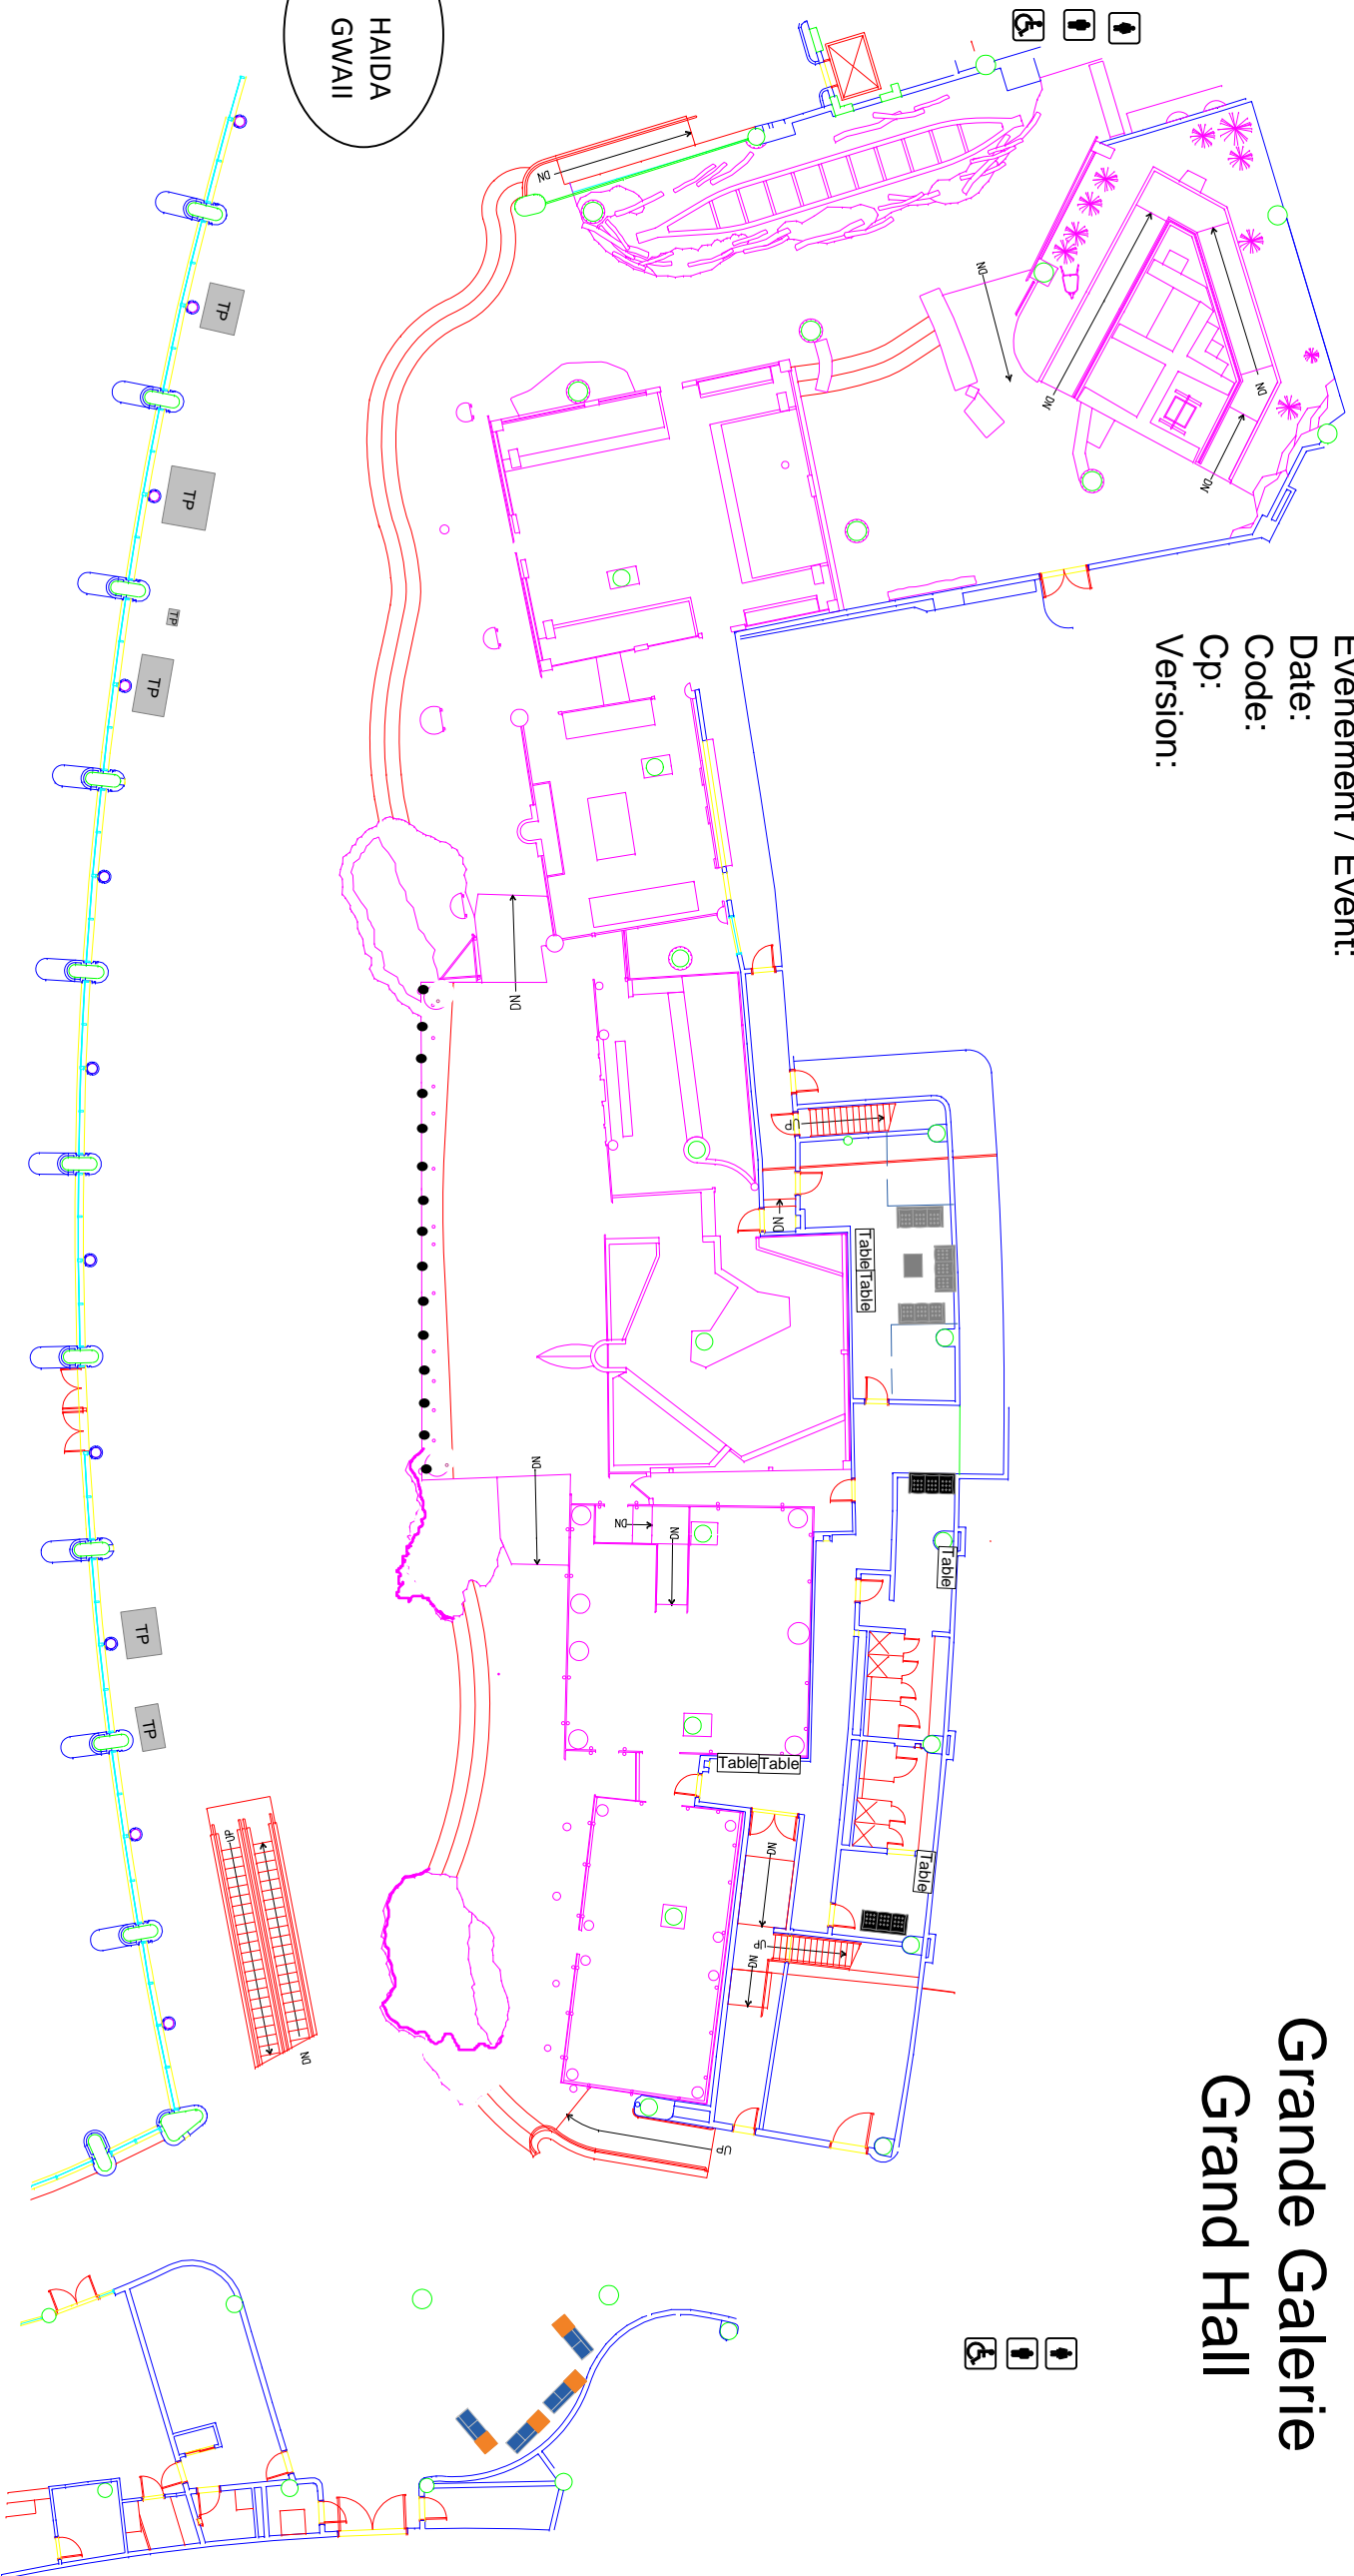 Grande Galerie
Grand Hall
Evenement / Event:
Date:
Code:
Cp:
Version:
HAIDA
GWAII
DN
DN
DN
DN
DN
DN
DN
UP
DN
DN
DN
DN
DN
UP
DN
UP
UP
DN
Table
Table
Table
Table
Table
Table
TP
TP
TP
TP
TP
TP